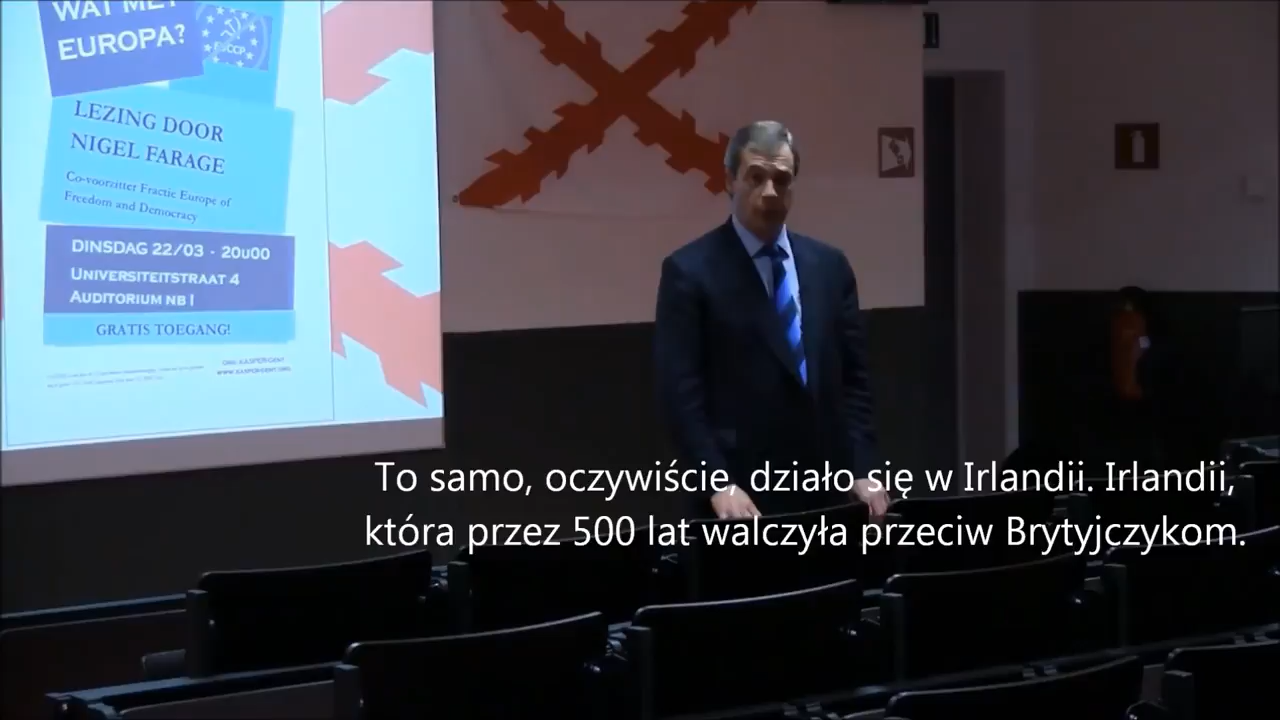 WAT MET
EUROPA?
CCCP
LEZING DOOR
NIGEL FARAGE
Co-voorzitter Fractie Europe of
Freedom and Democracy
DINSDAG 22/03 - 20U00
UNIVERSITEITSTRAAT 4
AUDITORIUM NB I
GRATIS TOEGANG!
To samo, oczywiście, działo się w Irlandii. Irlandii,
która przez 500 lat walczyła przeciw Brytyjczykom.